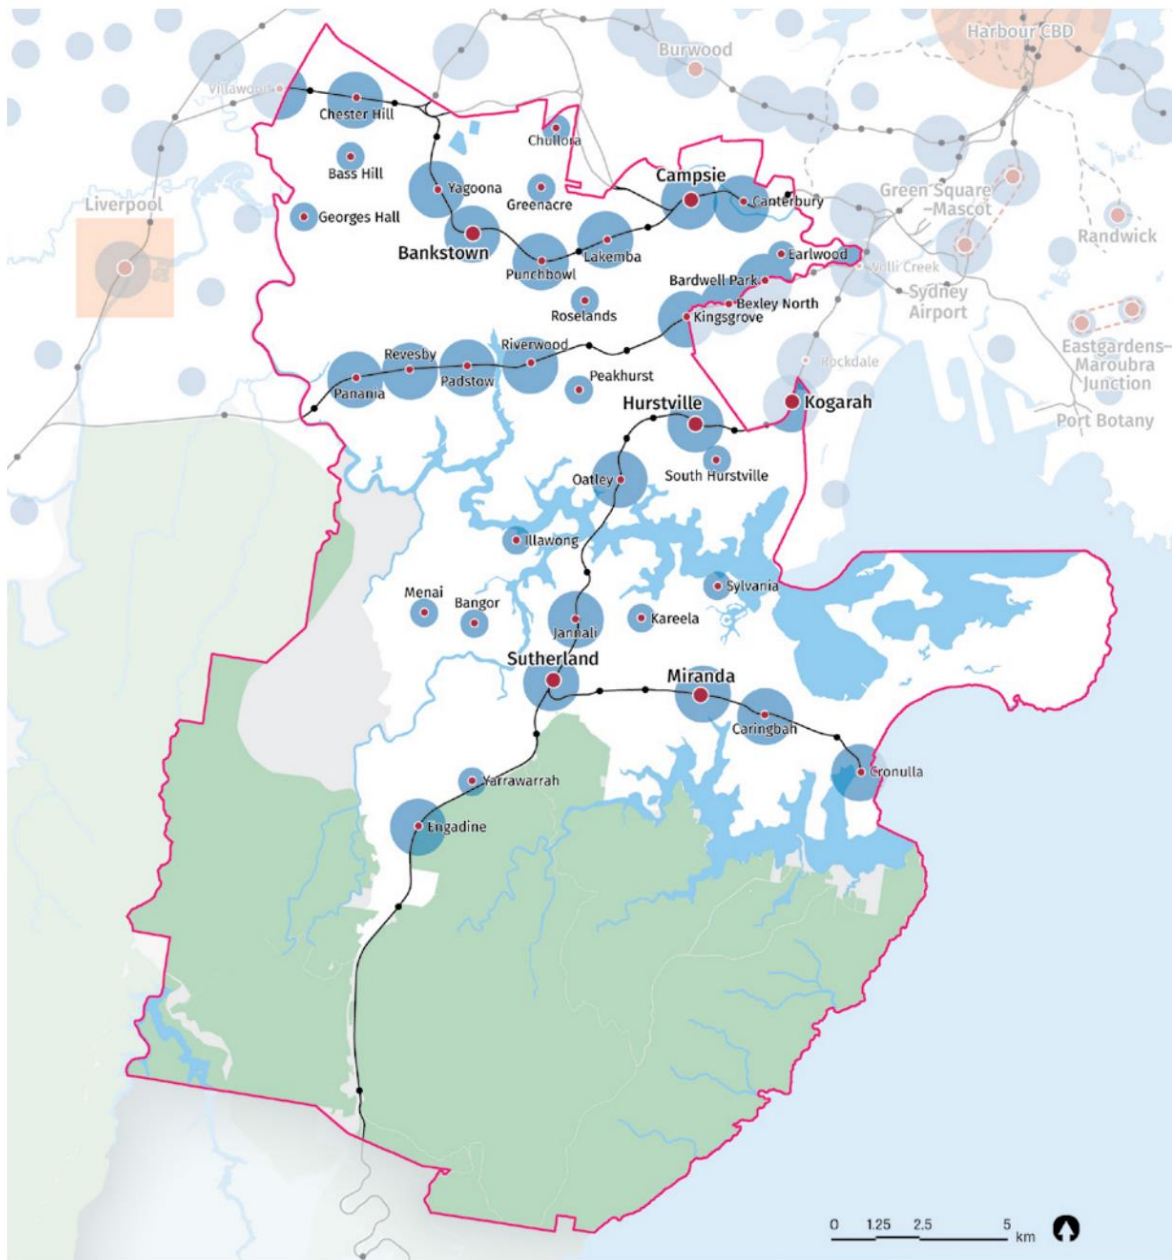 Harbour CBD
Burwood
Villawood
Chester Hill
Chullora
Bass Hill
Campsie
Yagoona
Greenacre
Canterbury
Green Square
–Mascot
Liverpool
Georges Hall
Randwick
Bankstown
Lakemba
Punchbowl
Earlwood
Bardwell Park
Wolli Creek
Bexley North
Sydney
Airport
Roselands
Kingsgrove
Riverwood
Revesby
Padstow
Panania
Rockdale
Eastgardens–
Maroubra
Junction
Peakhurst
Hurstville
Kogarah
Port Botany
South Hurstville
Oatley
Illawong
Menai
Bangor
Sylvania
Kareela
Jannali
Sutherland
Miranda
Caringbah
Cronulla
Yarrawarrah
Engadine
0 1.25 2.5 5
km